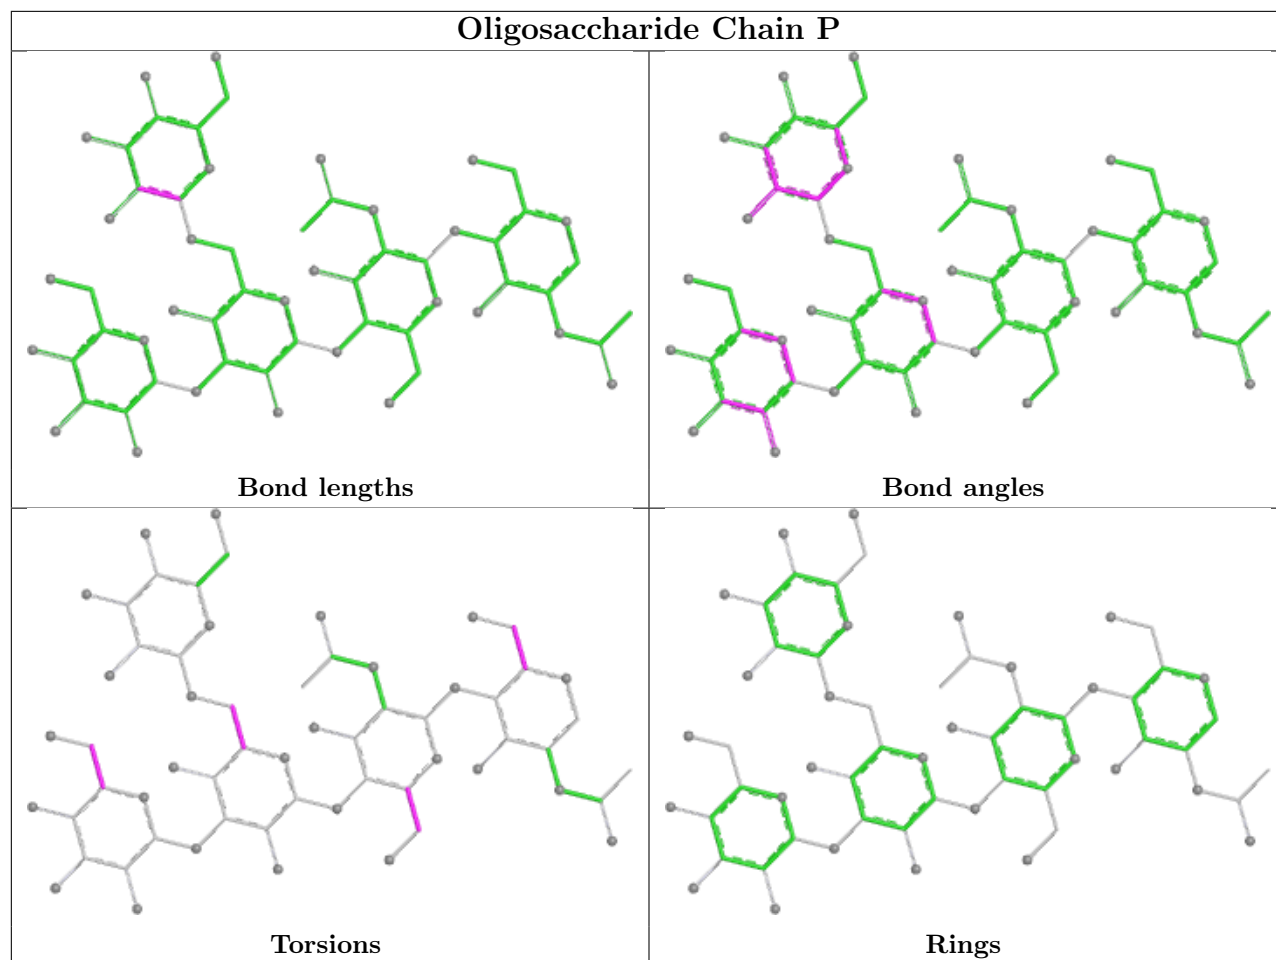 Oligosaccharide Chain P
Bond lengths
Bond angles
Torsions
Rings